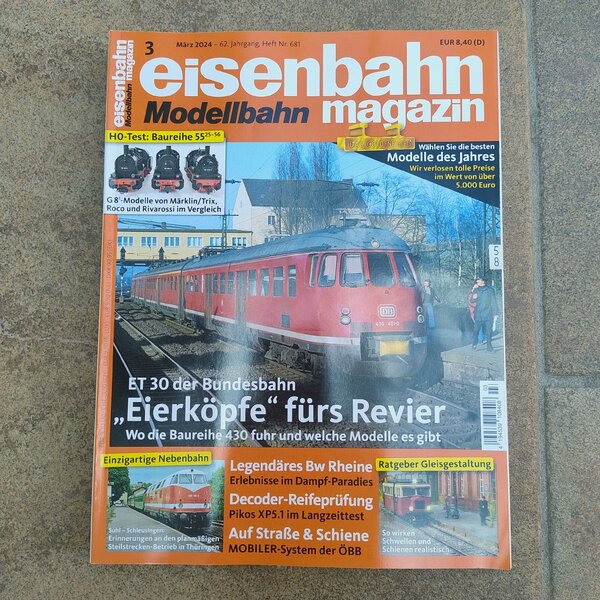 3
März 2024 – 62. Jahrgang, Heft Nr. 681
EUR 8,40 (D)
eisenbahn
Modellbahn magazin
eisenbahn
Modellbahn magazin
H0-Test: Baureihe 55²⁵⁻⁵⁶
G 8¹-Modelle von Märklin/Trix,
Roco und Rivarossi im Vergleich
Wählen Sie die besten
Modelle des Jahres
Wir verlosen tolle Preise
im Wert von über
5.000 Euro
5
8
DB
ET 30 der Bundesbahn
„Eierköpfe“ fürs Revier
Wo die Baureihe 430 fuhr und welche Modelle es gibt
Einzigartige Nebenbahn
Suhl – Schleusingen:
Erinnerungen an den planmäßigen
Steilstrecken-Betrieb in Thüringen
Legendäres Bw Rheine
Erlebnisse im Dampf-Paradies
Decoder-Reifeprüfung
Pikos XP5.1 im Langzeittest
Auf Straße & Schiene
MOBILER-System der ÖBB
Ratgeber Gleisgestaltung
So wirken
Schwellen und
Schienen realistisch